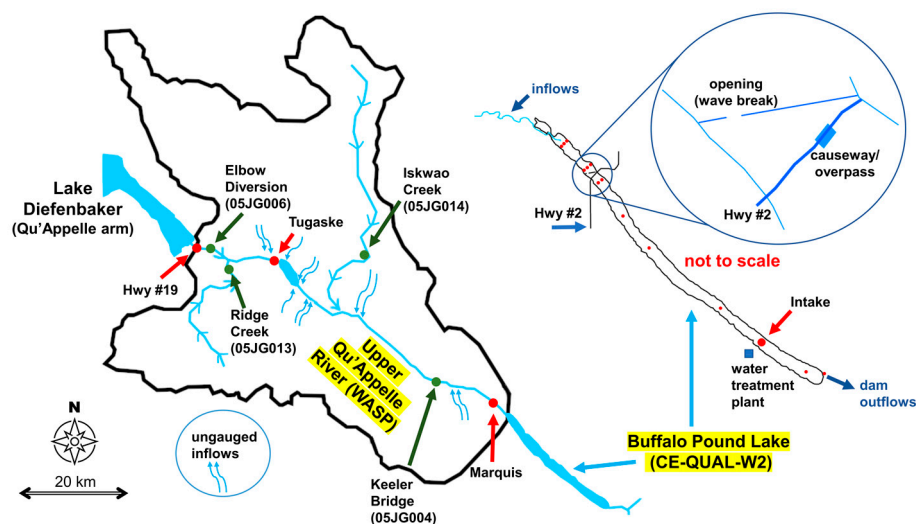 Lake
Diefenbaker
(Qu'Appelle arm)
Elbow
Diversion
(05JG006)
Tugaske
Iskwao
Creek
(05JG014)
Hwy #19
Ridge
Creek
(05JG013)
Upper
Qu'Appelle
River (WASP)
N
20 km
ungauged
inflows
Keeler
Bridge
(05JG004)
Marquis
Buffalo Pound Lake
(CE-QUAL-W2)
inflows
Hwy #2
opening
(wave break)
causeway/
overpass
Hwy #2
not to scale
Intake
water
treatment
plant
dam
outflows